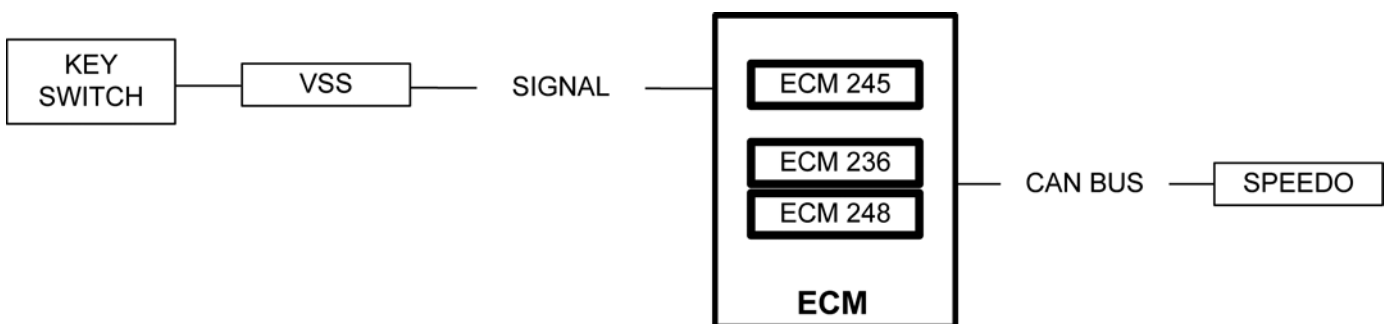 KEY
SWITCH
VSS
SIGNAL
ECM 245
ECM 236
ECM 248
ECM
CAN BUS
SPEEDO